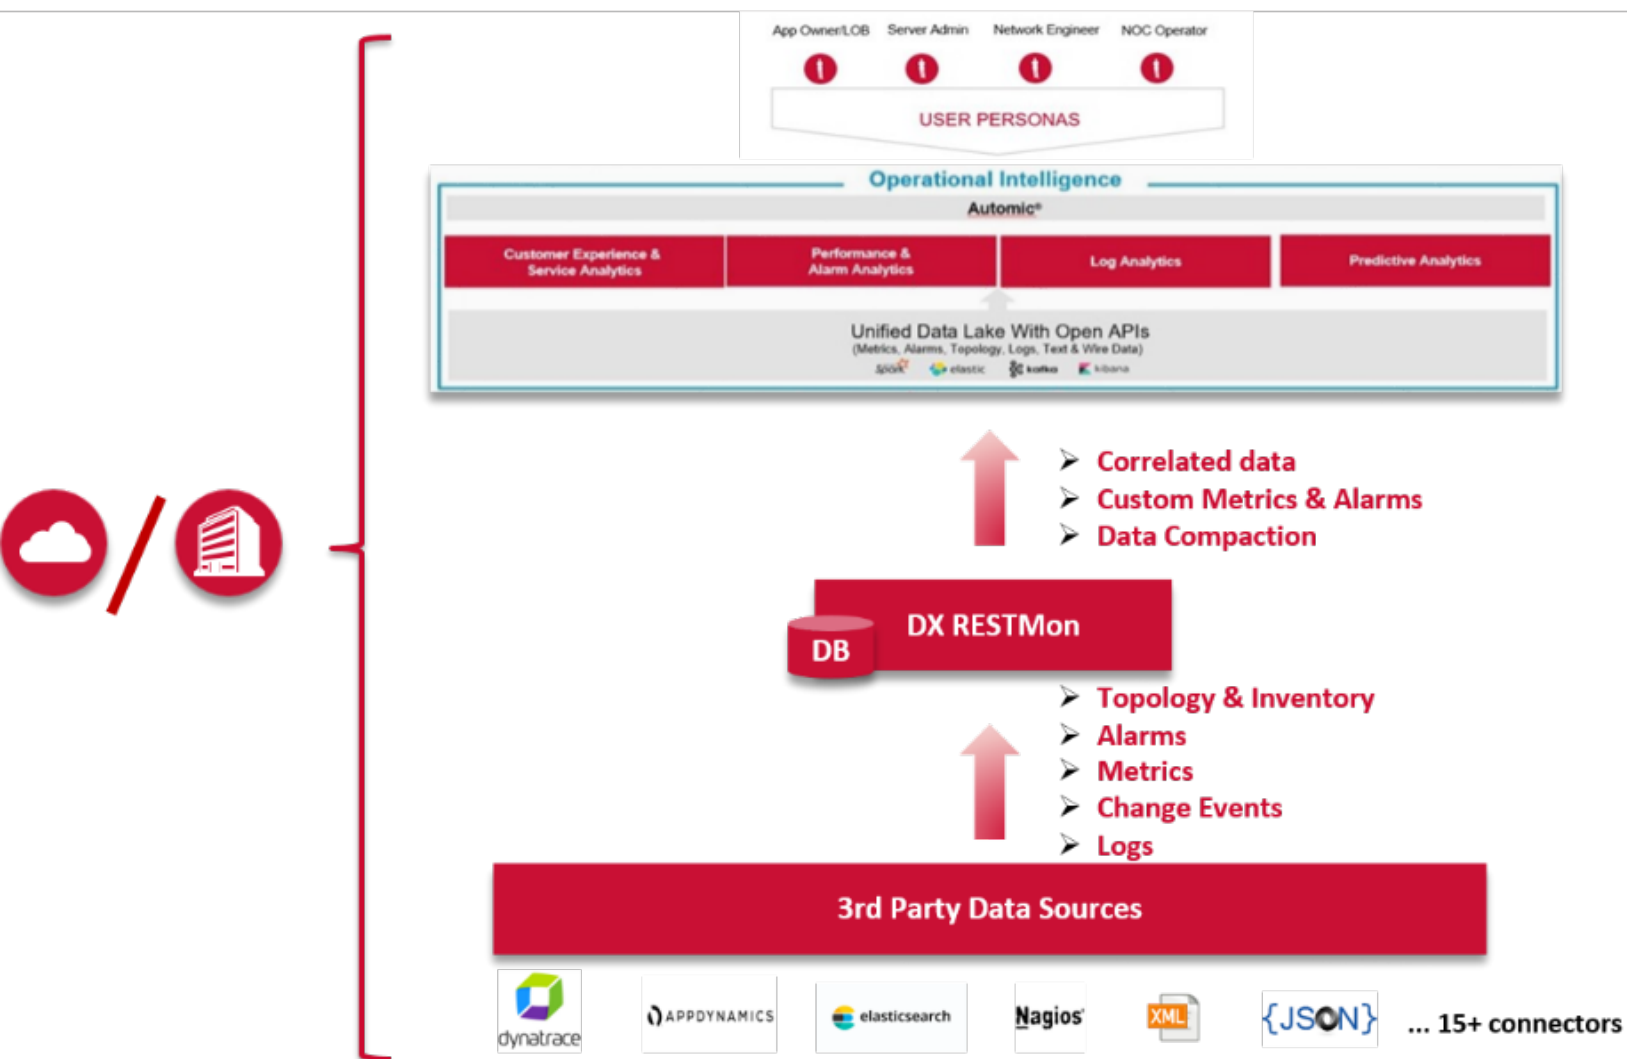 App Owner/LOB Server Admin Network Engineer NOC Operator
USER PERSONAS
Operational Intelligence
Automic®
Customer Experience &
Service Analytics
Performance &
Alarm Analytics
Log Analytics
Predictive Analytics
Unified Data Lake With Open APIs
(Metrics, Alarms, Topology, Logs, Text & Wire Data)
Spark elastic kafka kibana
Correlated data
Custom Metrics & Alarms
Data Compaction
DX RESTMon
DB
Topology & Inventory
Alarms
Metrics
Change Events
Logs
3rd Party Data Sources
dynatrace
APPDYNAMICS
elasticsearch
Nagios®
XML
{JSON}
... 15+ connectors